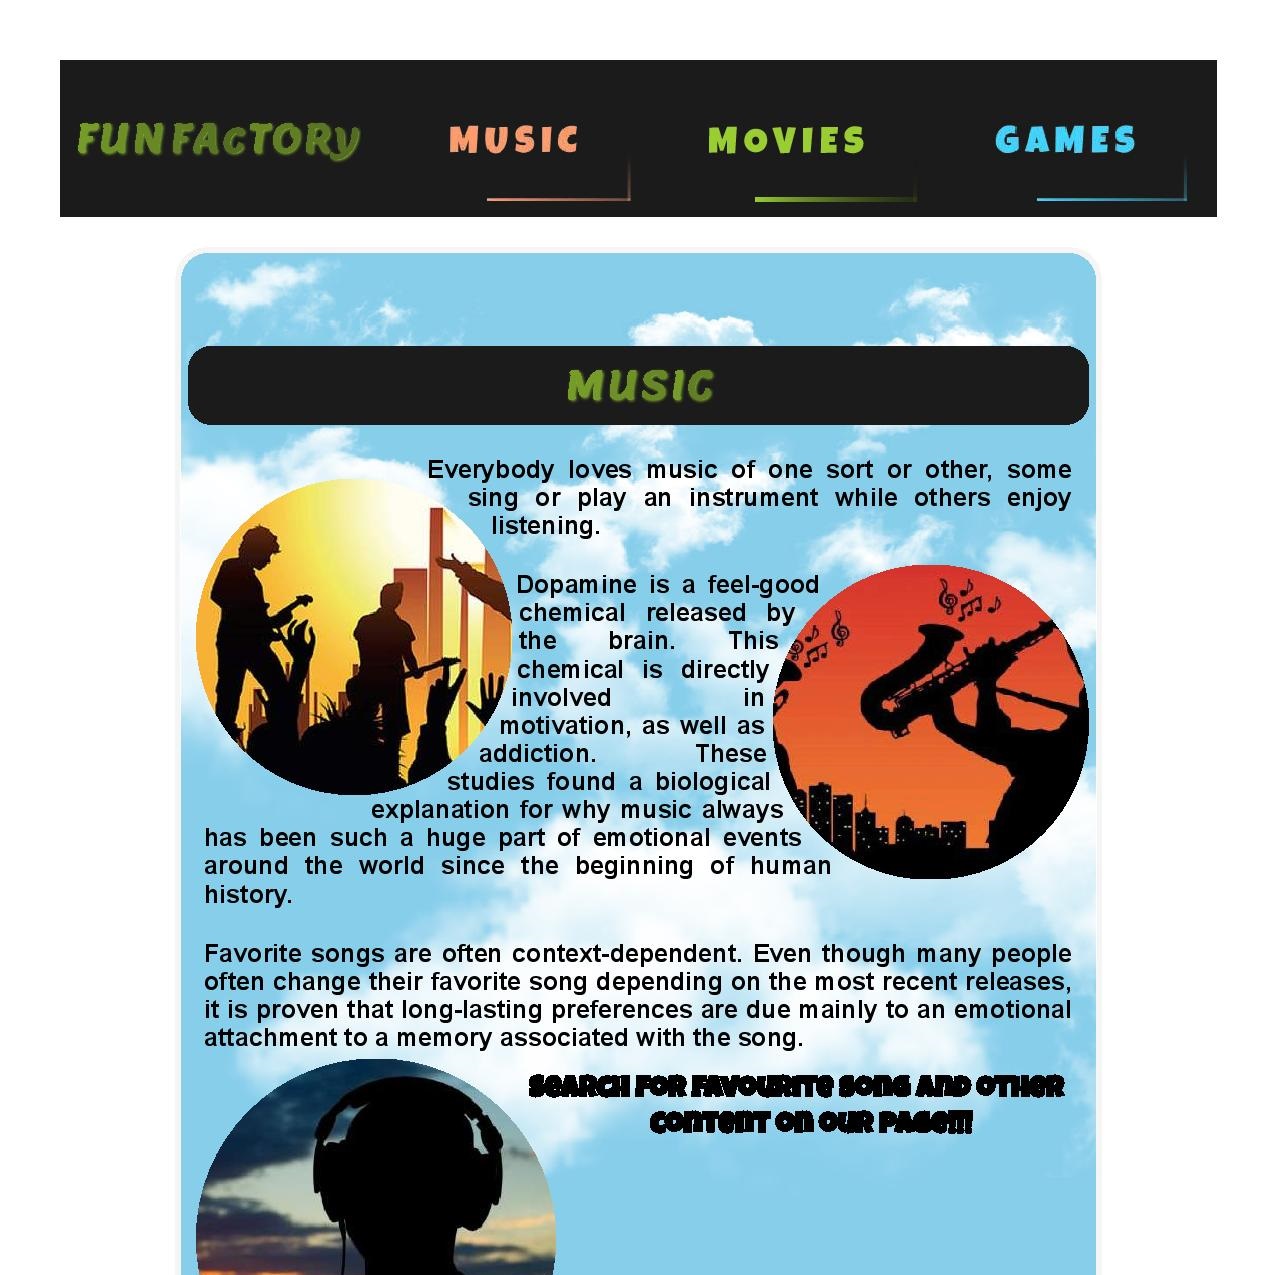 FUN FAcTORy MUSIC MOVIES GAMES
MUSIC
Everybody loves music of one sort or other, some
sing or play an instrument while others enjoy
listening.
Dopamine is a feel-good
chemical released by
the brain. This
chemical is directly
involved in
motivation, as well as
addiction. These
studies found a biological
explanation for why music always
has been such a huge part of emotional events
around the world since the beginning of human
history.
Favorite songs are often context-dependent. Even though many people
often change their favorite song depending on the most recent releases,
it is proven that long-lasting preferences are due mainly to an emotional
attachment to a memory associated with the song.
SeARCH FOR FAVOURITe SONG AND OTHeR
CONTeNT ON OUR PAGe!!!